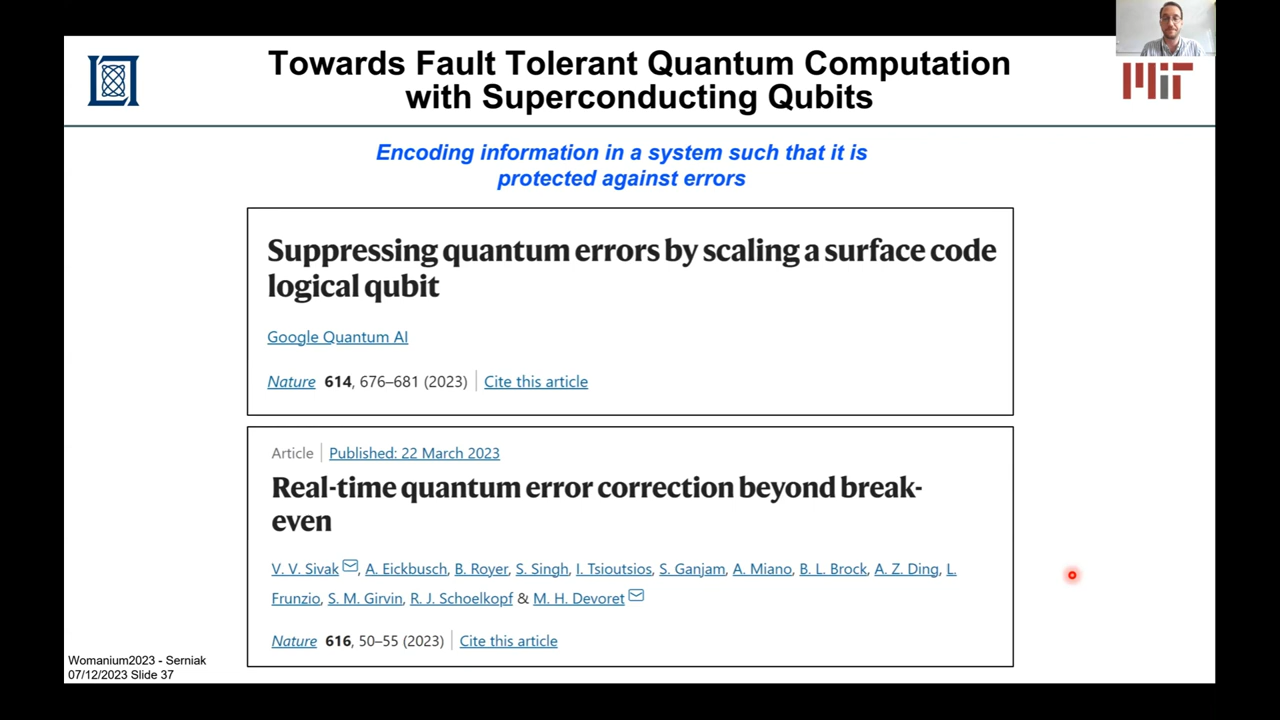 Towards Fault Tolerant Quantum Computation
with Superconducting Qubits
MIT
Encoding information in a system such that it is
protected against errors
Suppressing quantum errors by scaling a surface code
logical qubit
Google Quantum AI
Nature 614, 676–681 (2023) | Cite this article
Article | Published: 22 March 2023
Real-time quantum error correction beyond break-
even
V. V. Sivak, A. Eickbusch, B. Royer, S. Singh, I. Tsioutsios, S. Ganjam, A. Miano, B. L. Brock, A. Z. Ding, L.
Frunzio, S. M. Girvin, R. J. Schoelkopf & M. H. Devoret
Nature 616, 50–55 (2023) | Cite this article
Womanium2023 - Serniak
07/12/2023 Slide 37